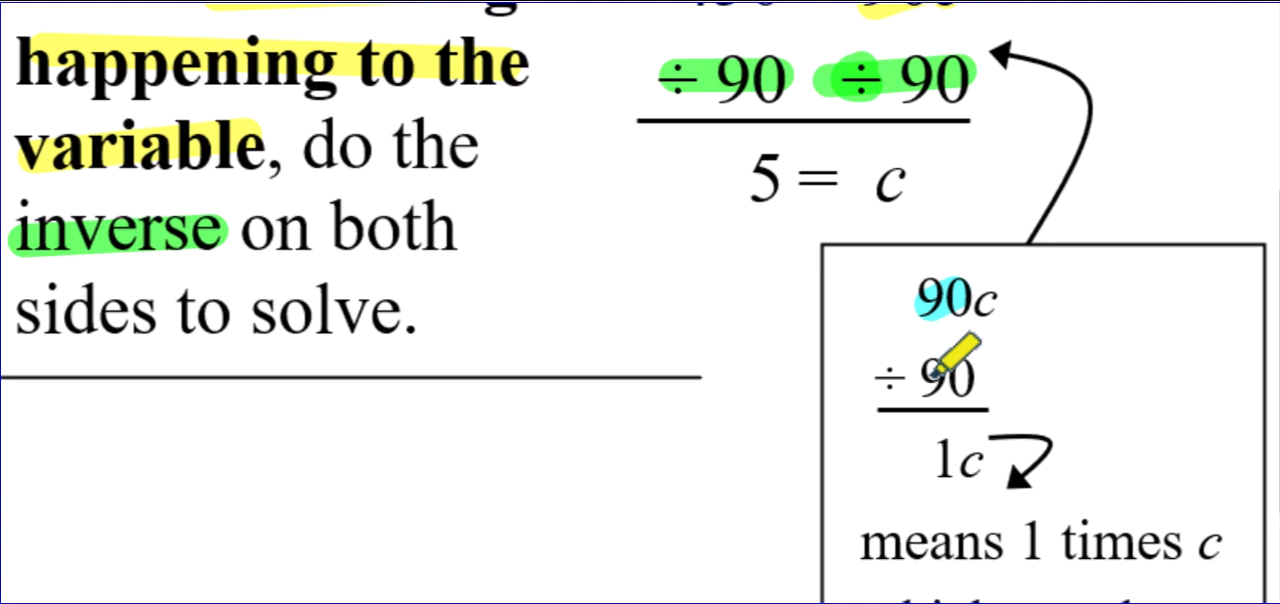 happening to the
variable, do the
inverse on both
sides to solve.
÷ 90 ÷ 90
5 = c
90c
÷ 90
1c
means 1 times c